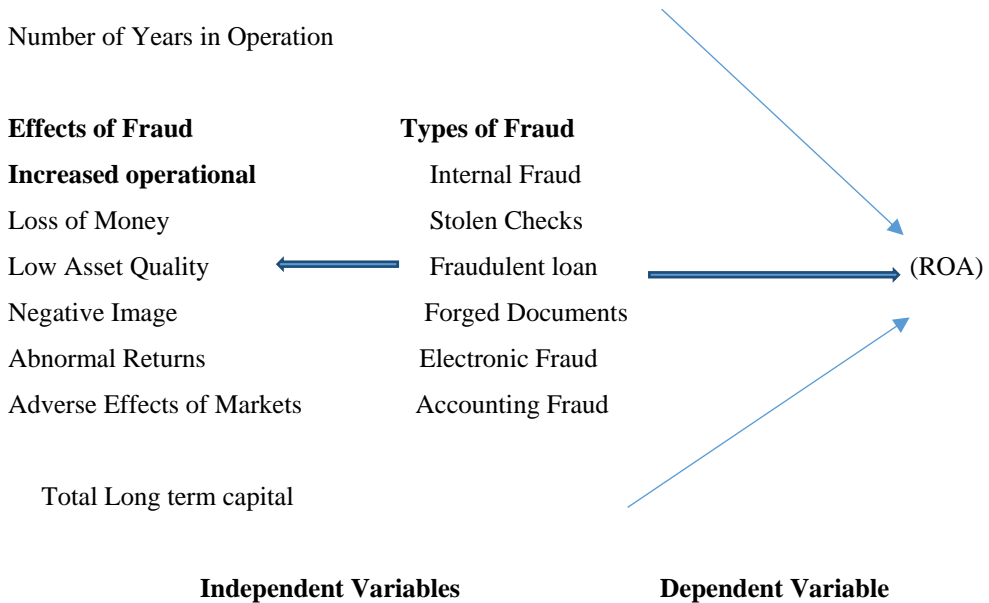 Number of Years in Operation
Effects of Fraud Types of Fraud
Increased operational Internal Fraud
Loss of Money Stolen Checks
Low Asset Quality Fraudulent loan (ROA)
Negative Image Forged Documents
Abnormal Returns Electronic Fraud
Adverse Effects of Markets Accounting Fraud
Total Long term capital
Independent Variables Dependent Variable